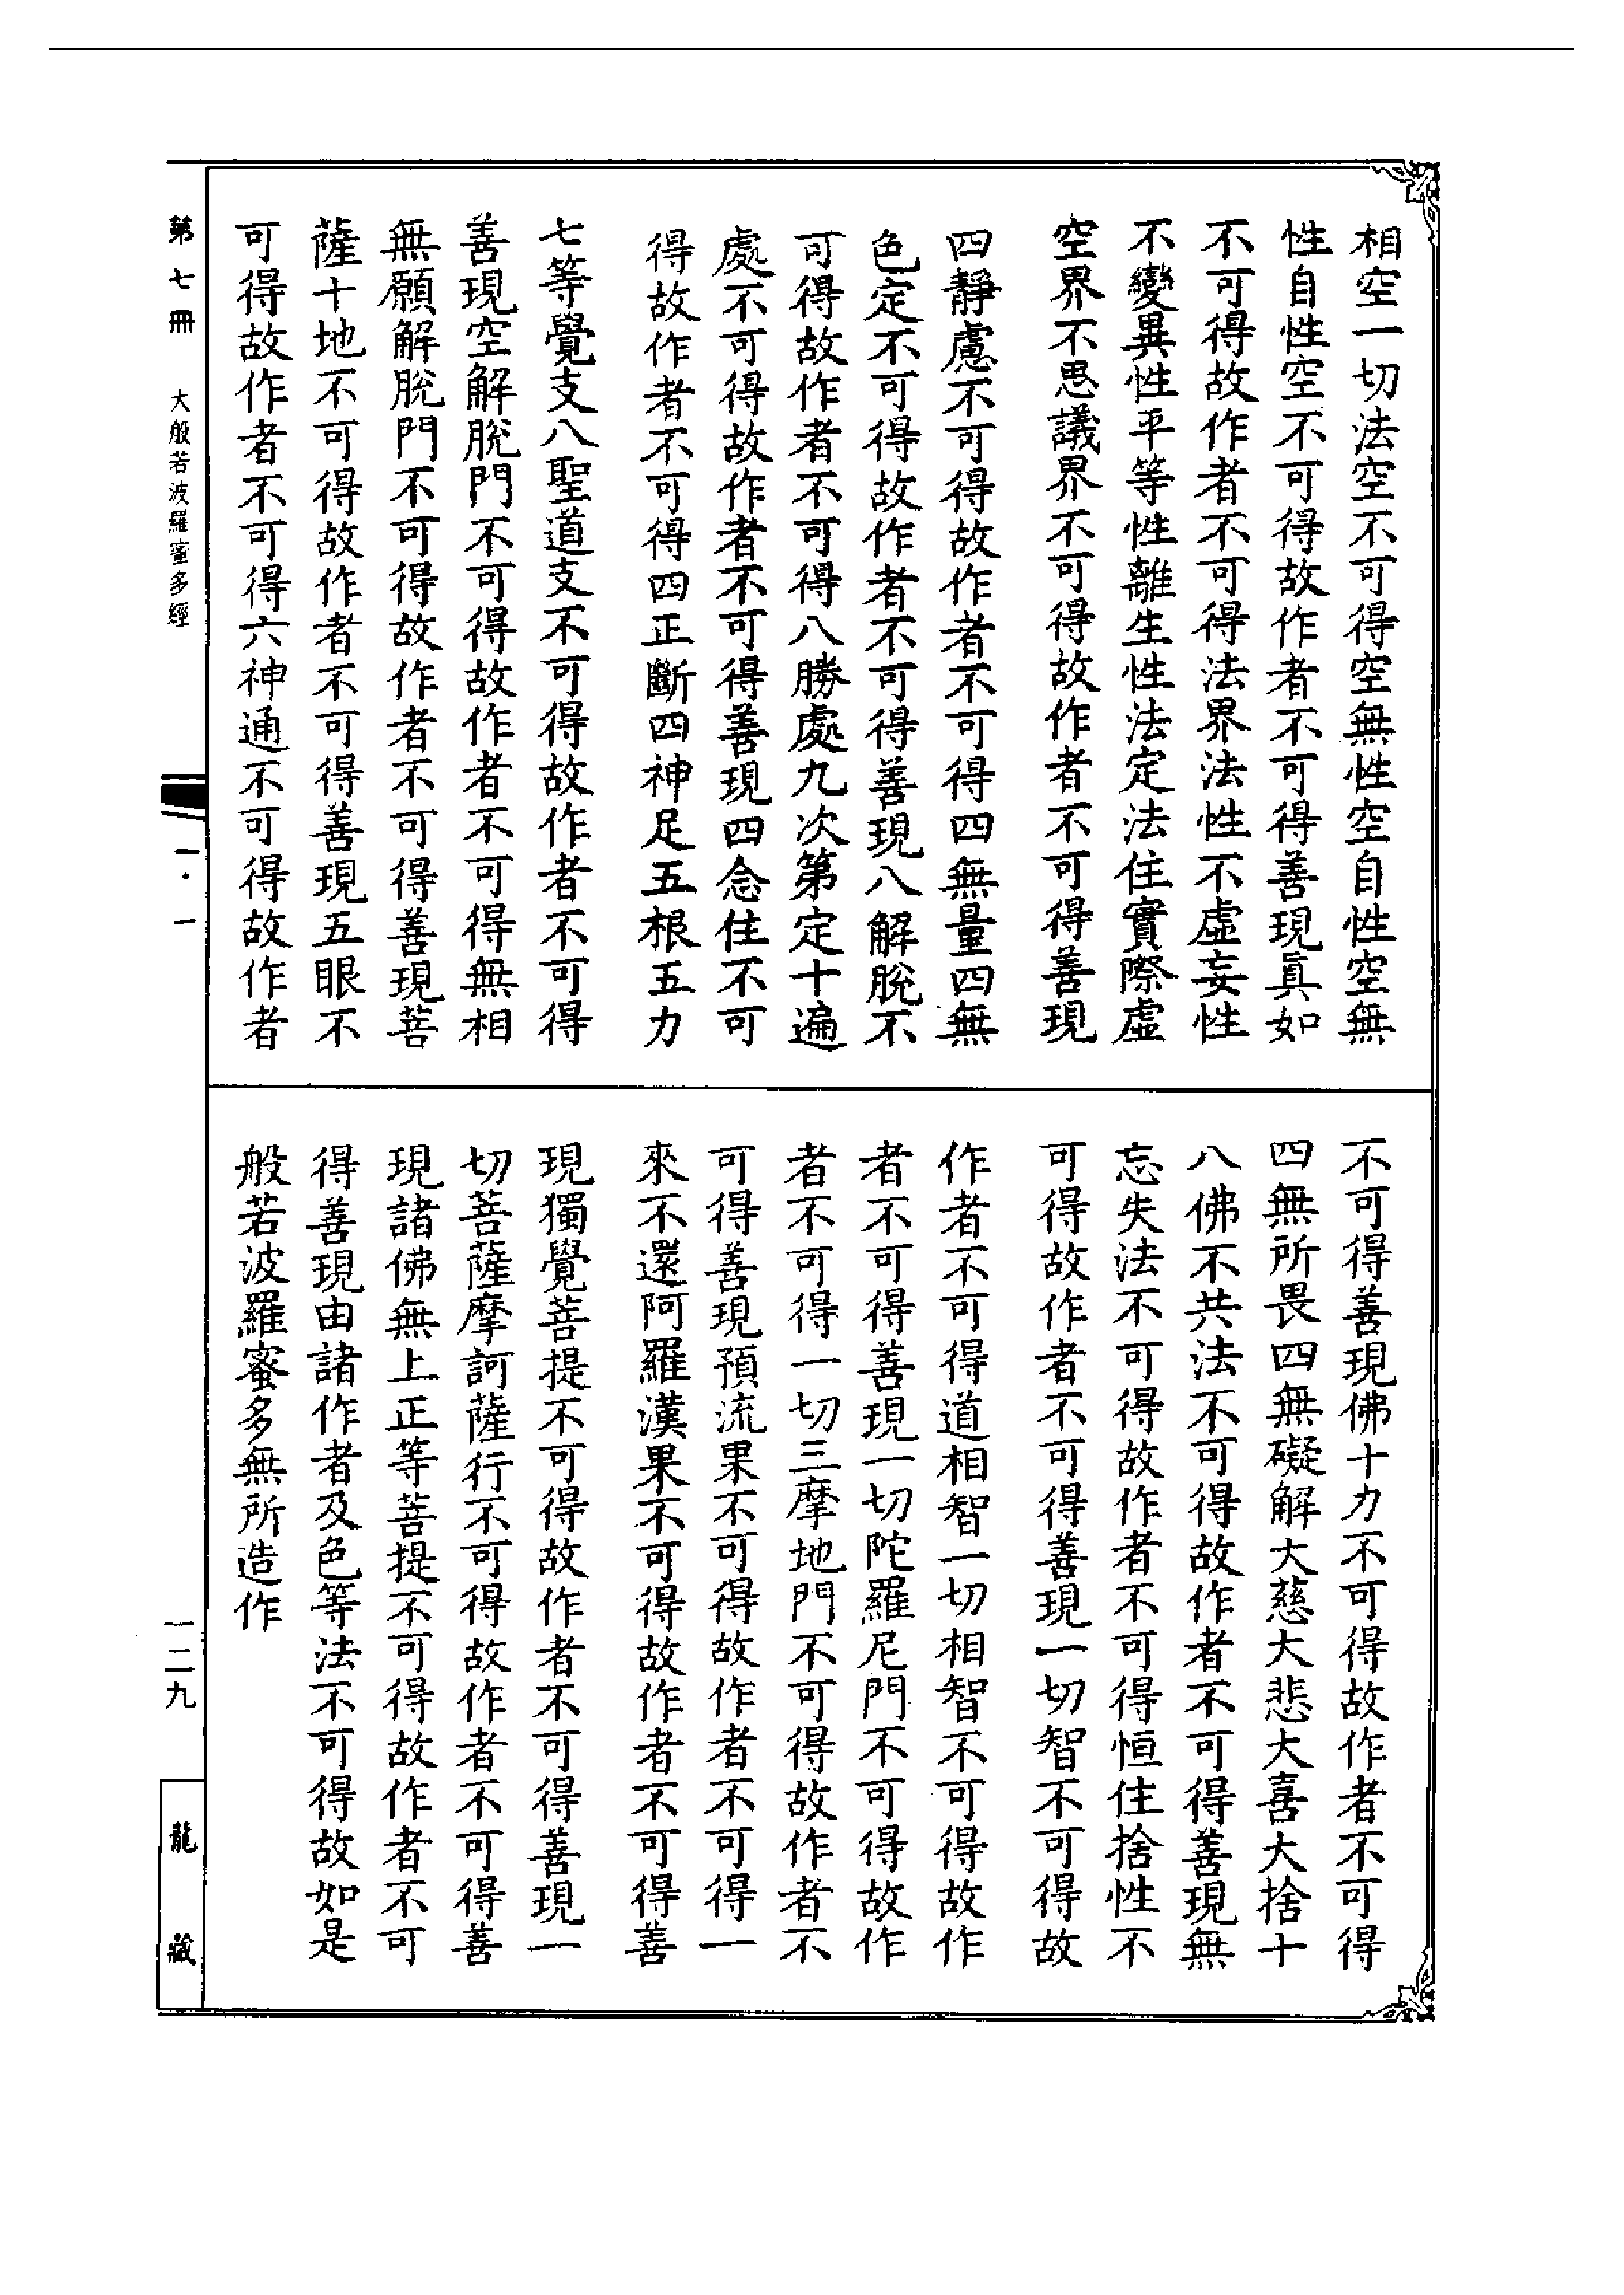 相空一切法空不可得空無性空自性空無
性自性空不可得故作者不可得善現真如
不可得故作者不可得法界法性不虛妄性
不變異性平等性離生性法定法住實際虛
空界不思議界不可得故作者不可得善現
四靜慮不可得故作者不可得四無量四無
色定不可得故作者不可得善現八解脫不
可得故作者不可得八勝處九次第定十遍
處不可得故作者不可得善現四念住不可
得故作者不可得四正斷四神足五根五力
七等覺支八聖道支不可得故作者不可得
善現空解脫門不可得故作者不可得無相
無願解脫門不可得故作者不可得善現菩
薩十地不可得故作者不可得善現五眼不
可得故作者不可得六神通不可得故作者
不可得善現佛十力不可得故作者不可得
四無所畏四無礙解大慈大悲大喜大捨十
八佛不共法不可得故作者不可得善現無
忘失法不可得故作者不可得恒住捨性不
可得故作者不可得善現一切智不可得故
作者不可得道相智一切相智不可得故作
者不可得善現一切陀羅尼門不可得故作
者不可得一切三摩地門不可得故作者不
可得善現預流果不可得故作者不可得一
來不還阿羅漢果不可得故作者不可得善
現獨覺菩提不可得故作者不可得善現一
切菩薩摩訶薩行不可得故作者不可得善
現諸佛無上正等菩提不可得故作者不可
得善現由諸作者及色等法不可得故如是
般若波羅蜜多無所造作
第七冊 大般若波羅蜜多經
一·一
一二九
龍藏